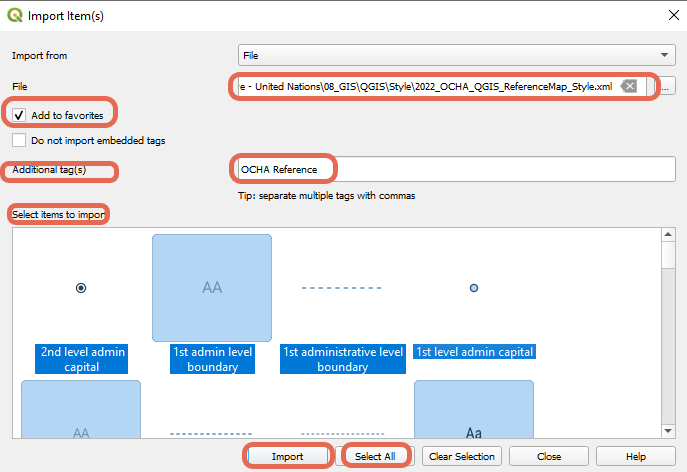 Import Item(s)
Import from
File
File
e - United Nations\08_GIS\QGIS\Style\2022_OCHA_QGIS_ReferenceMap_Style.xml
...
Add to favorites
Do not import embedded tags
Additional tag(s)
OCHA Reference
Tip: separate multiple tags with commas
Select items to import
AA
2nd level admin
capital
1st admin level
boundary
1st administrative level
boundary
1st level admin capital
AA
Aa
Import
Select All
Clear Selection
Close
Help